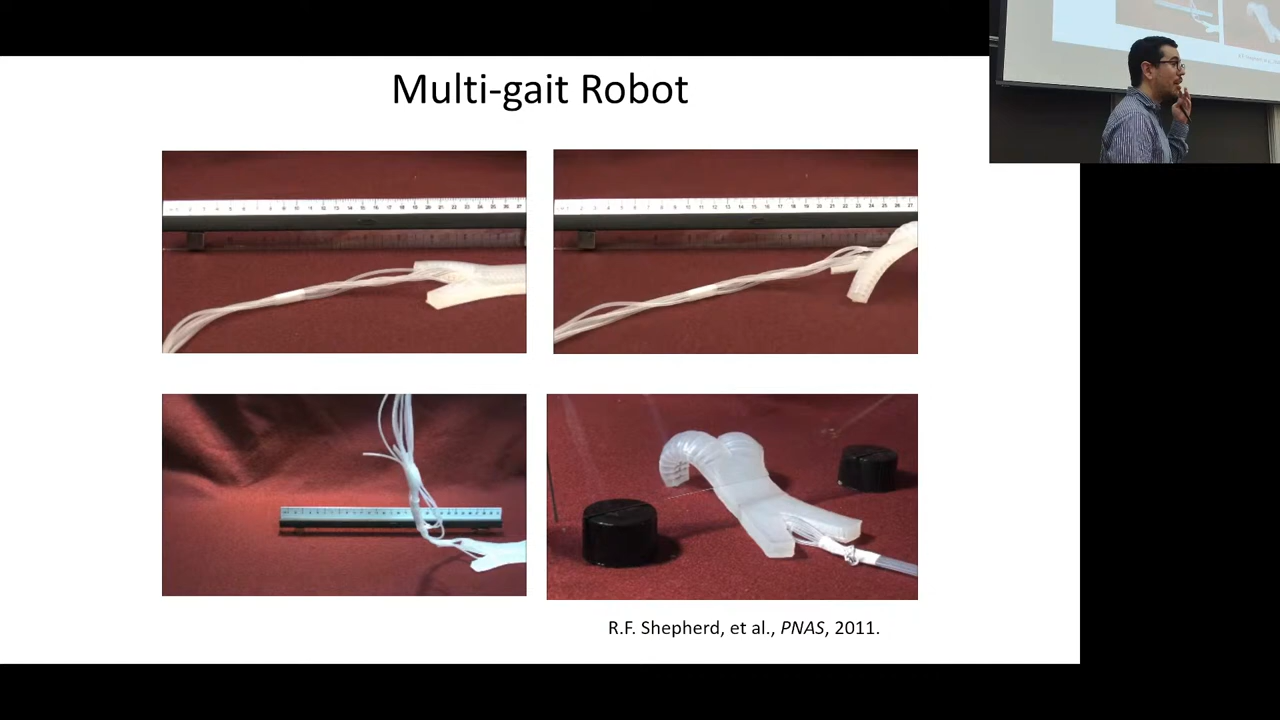 Multi-gait Robot
R.F. Shepherd, et al., PNAS, 2011.